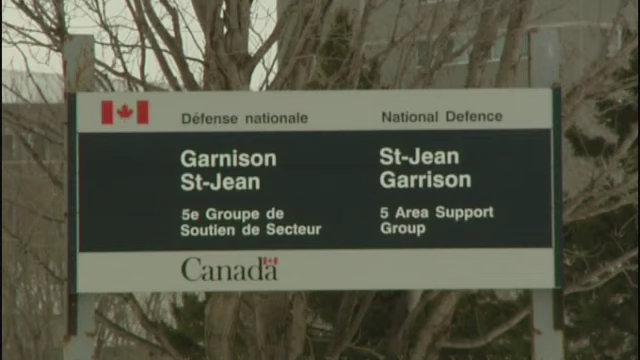 Défense nationale
National Defence
Garnison
St-Jean
St-Jean
Garrison
5e Groupe de
Soutien de Secteur
5 Area Support
Group
Canada